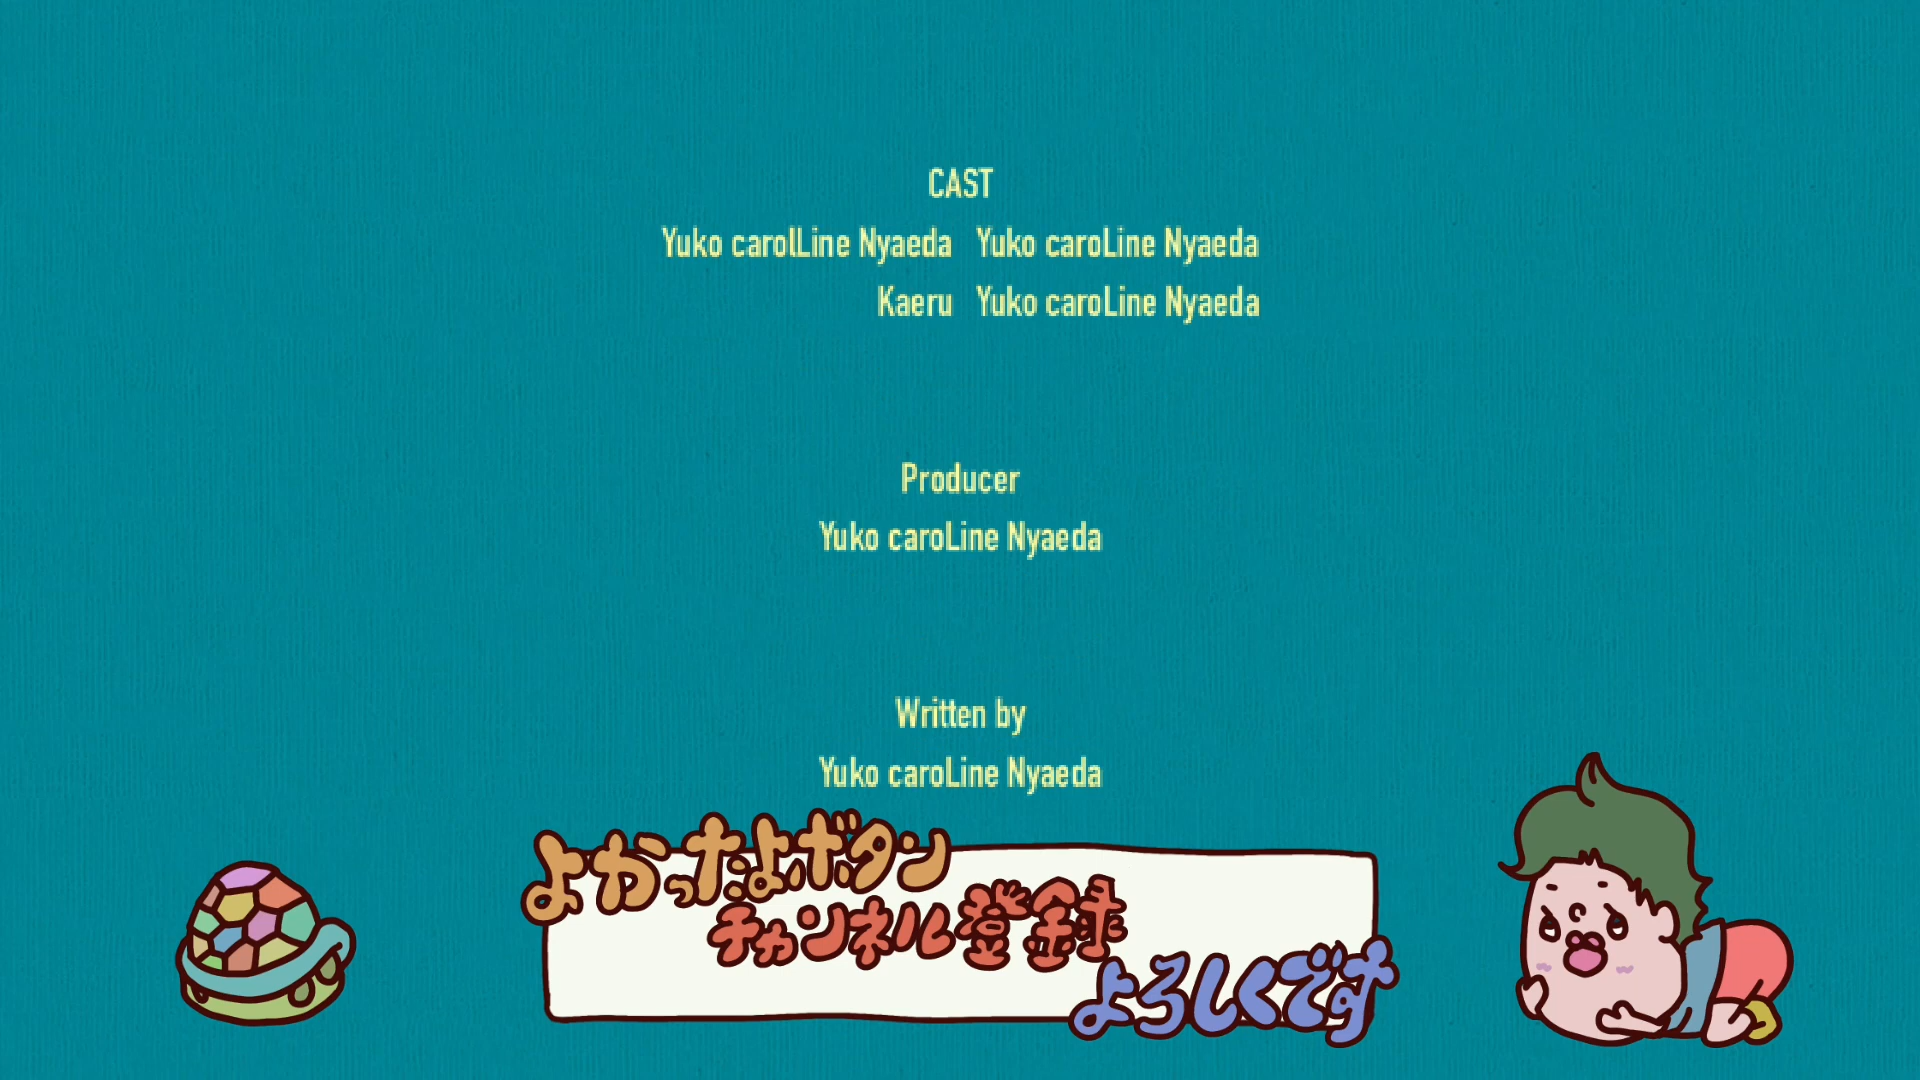 CAST
Yuko carolLine Nyaeda Yuko caroLine Nyaeda
Kaeru Yuko caroLine Nyaeda
Producer
Yuko caroLine Nyaeda
Written by
Yuko caroLine Nyaeda
よかったよボタン
チャンネル登録
よろしくです